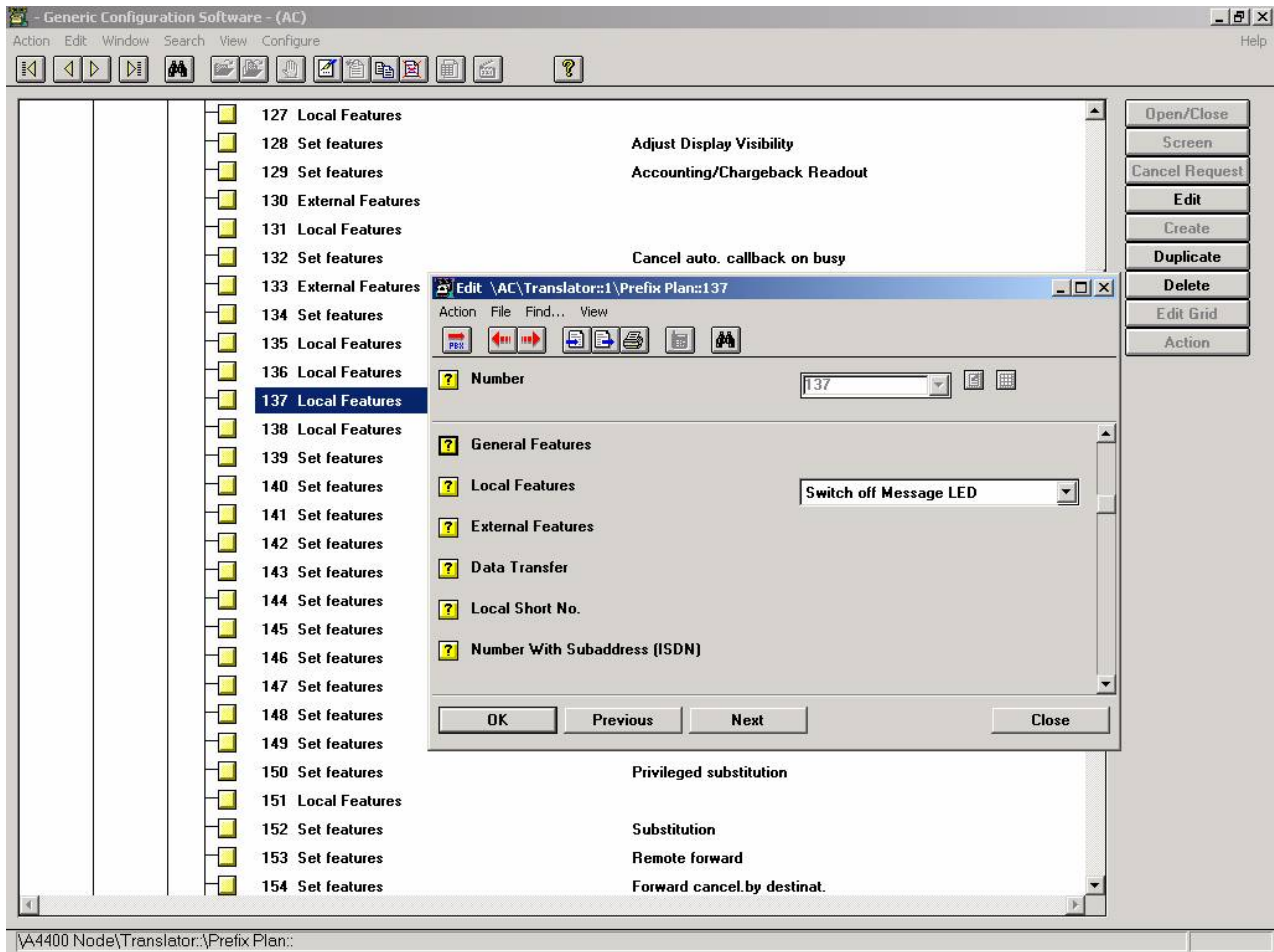 - Generic Configuration Software - (AC)
Action Edit Window Search View Configure Help
127 Local Features
128 Set features Adjust Display Visibility
129 Set features Accounting/Chargeback Readout
130 External Features
131 Local Features
132 Set features Cancel auto. callback on busy
133 External Features
134 Set features
135 Local Features
136 Local Features
137 Local Features
138 Local Features
139 Set features
140 Set features
141 Set features
142 Set features
143 Set features
144 Set features
145 Set features
146 Set features
147 Set features
148 Set features
149 Set features
150 Set features Privileged substitution
151 Local Features
152 Set features Substitution
153 Set features Remote forward
154 Set features Forward cancel.by destinat.
Edit \AC\Translator::1\Prefix Plan::137
Action File Find... View
PBX
Number 137
General Features
Local Features Switch off Message LED
External Features
Data Transfer
Local Short No.
Number With Subaddress (ISDN)
OK Previous Next Close
Open/Close
Screen
Cancel Request
Edit
Create
Duplicate
Delete
Edit Grid
Action
\A4400 Node\Translator::\Prefix Plan::